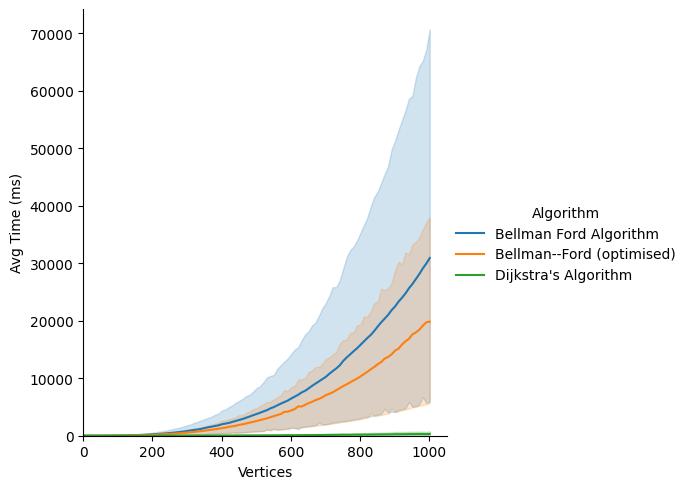 70000
60000
50000
40000
30000
20000
10000
0
Avg Time (ms)
0 200 400 600 800 1000
Vertices
Algorithm
Bellman Ford Algorithm
Bellman--Ford (optimised)
Dijkstra's Algorithm